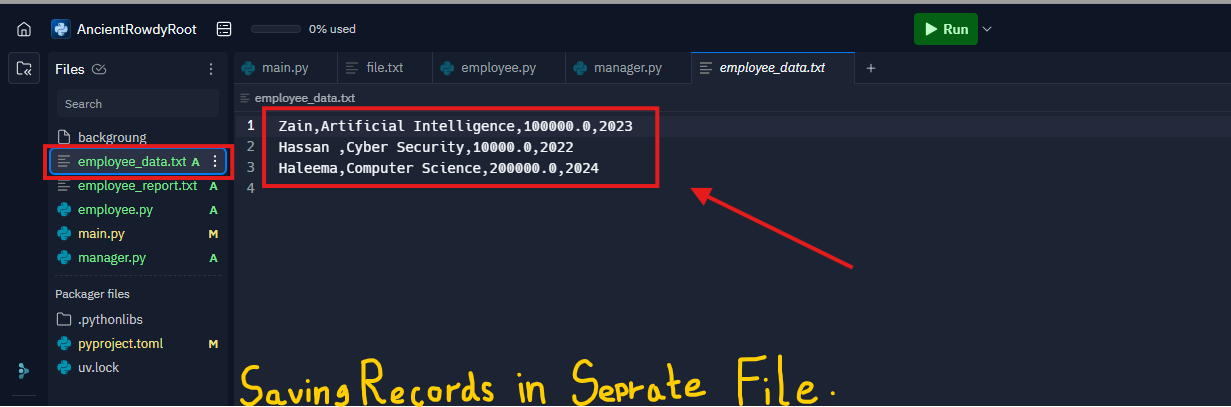 AncientRowdyRoot
0% used
Run
Files
main.py
file.txt
employee.py
manager.py
employee_data.txt
Search
employee_data.txt
backgroung
employee_data.txt A
employee_report.txt A
employee.py A
main.py M
manager.py A
1 Zain,Artificial Intelligence,100000.0,2023
2 Hassan ,Cyber Security,10000.0,2022
3 Haleema,Computer Science,200000.0,2024
4
Packager files
.pythonlibs
pyproject.toml M
uv.lock
Saving Records in Seprate File.